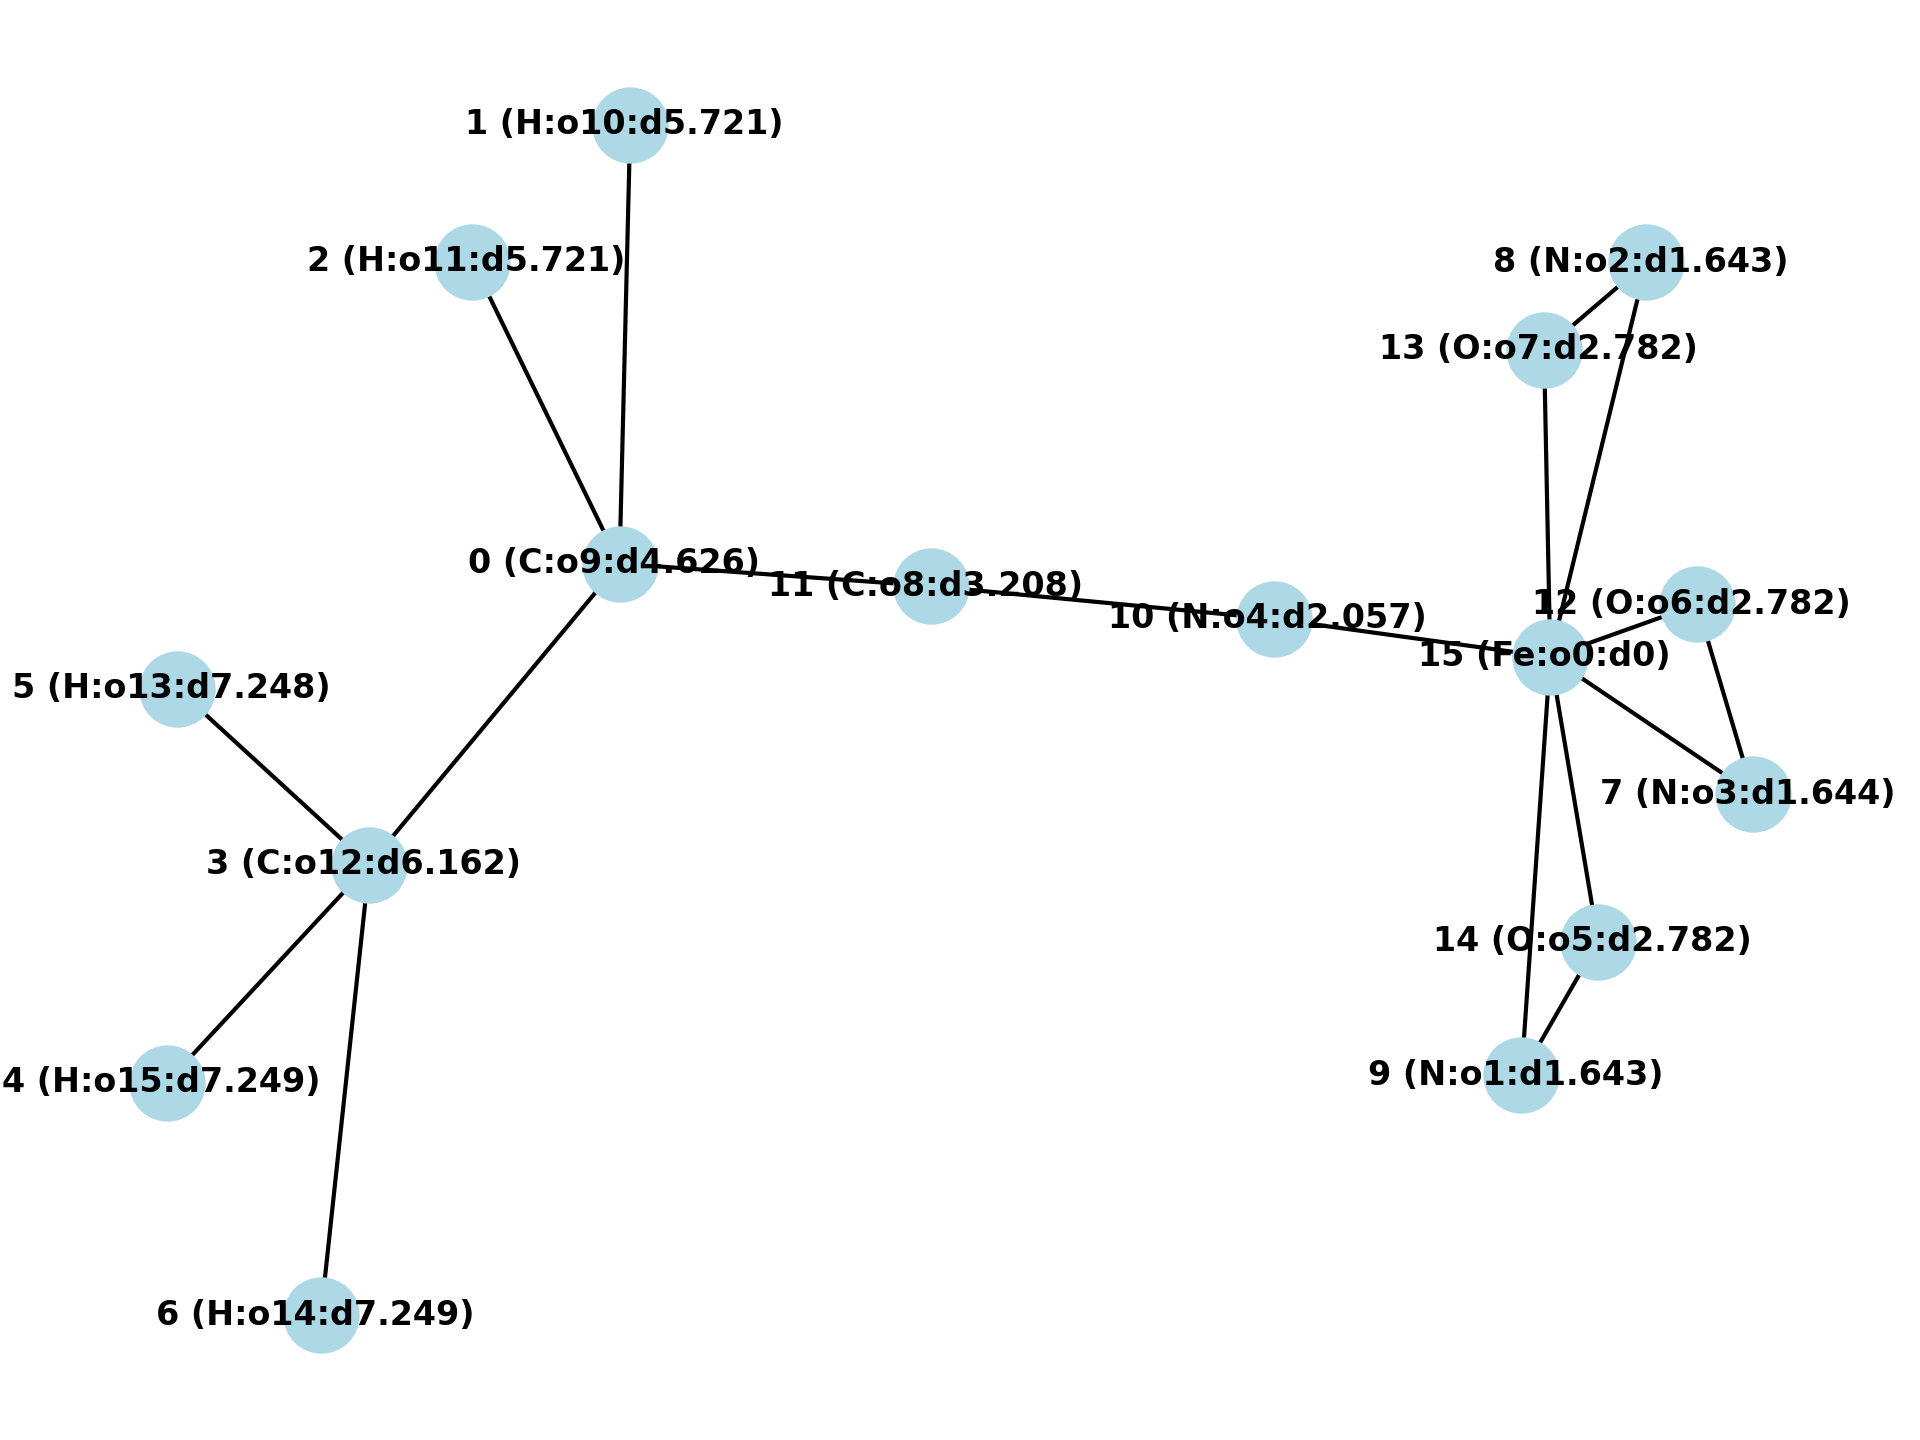 1 (H:o10:d5.721)
2 (H:o11:d5.721)
8 (N:o2:d1.643)
13 (O:o7:d2.782)
0 (C:o9:d4.626)
11 (C:o8:d3.208)
10 (N:o4:d2.057)
12 (O:o6:d2.782)
15 (Fe:o0:d0)
5 (H:o13:d7.248)
7 (N:o3:d1.644)
3 (C:o12:d6.162)
14 (O:o5:d2.782)
9 (N:o1:d1.643)
4 (H:o15:d7.249)
6 (H:o14:d7.249)